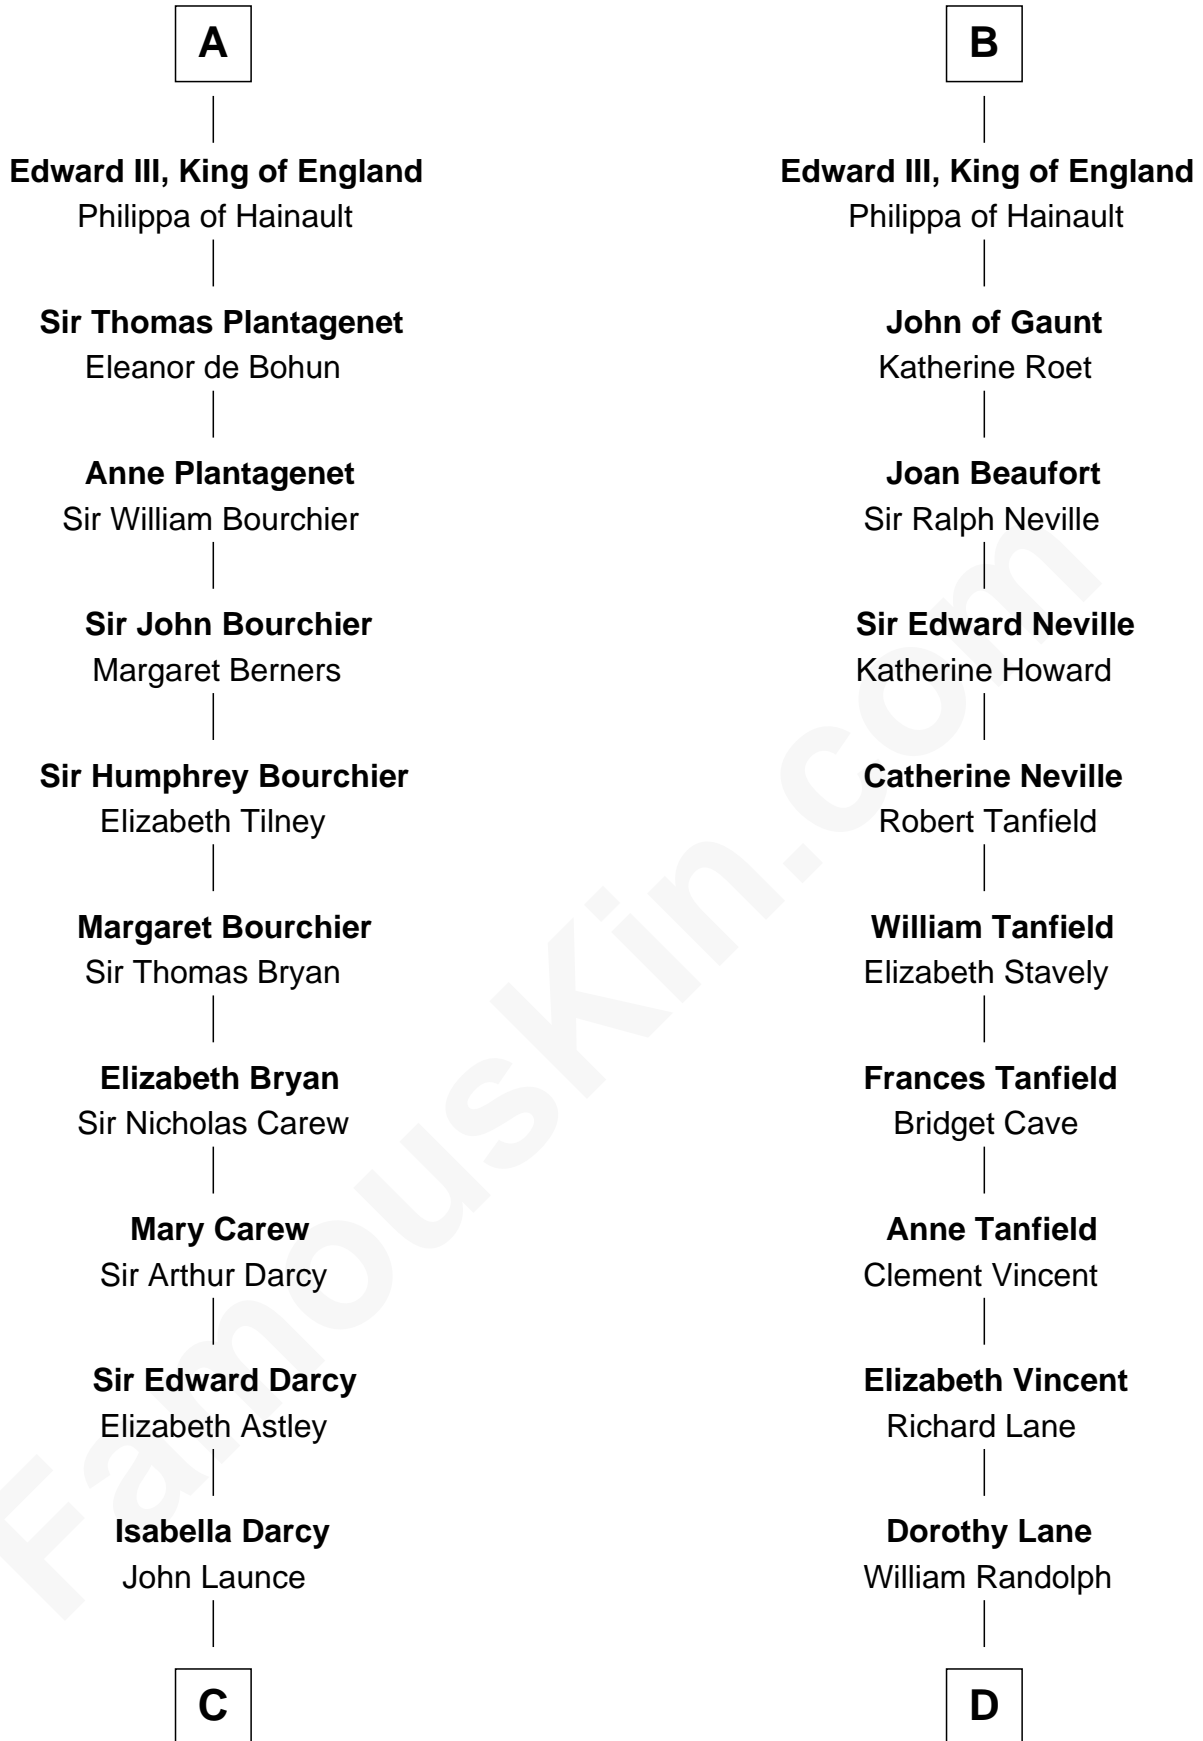 A
Edward III, King of England
Philippa of Hainault
Sir Thomas Plantagenet
Eleanor de Bohun
Anne Plantagenet
Sir William Bourchier
Sir John Bourchier
Margaret Berners
Sir Humphrey Bourchier
Elizabeth Tilney
Margaret Bourchier
Sir Thomas Bryan
Elizabeth Bryan
Sir Nicholas Carew
Mary Carew
Sir Arthur Darcy
Sir Edward Darcy
Elizabeth Astley
Isabella Darcy
John Launce
C
B
Edward III, King of England
Philippa of Hainault
John of Gaunt
Katherine Roet
Joan Beaufort
Sir Ralph Neville
Sir Edward Neville
Katherine Howard
Catherine Neville
Robert Tanfield
William Tanfield
Elizabeth Stavely
Frances Tanfield
Bridget Cave
Anne Tanfield
Clement Vincent
Elizabeth Vincent
Richard Lane
Dorothy Lane
William Randolph
D
FamousKin.com